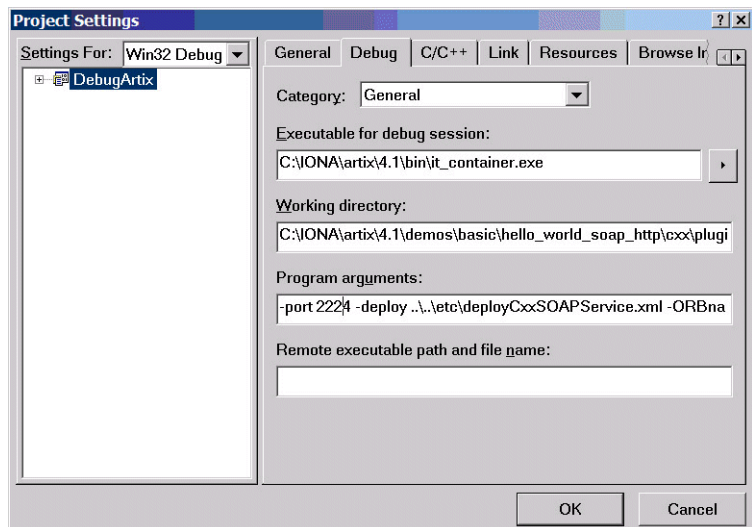 Project Settings
Settings For: Win32 Debug
DebugArtix
General Debug C/C++ Link Resources Browse In
Category: General
Executable for debug session:
C:\IONA\artix\4.1\bin\it_container.exe
Working directory:
C:\IONA\artix\4.1\demos\basic\hello_world_soap_http\cxx\plugi
Program arguments:
-port 2224 -deploy ..\..\etc\deployCxxSOAPService.xml -ORBna
Remote executable path and file name:
OK Cancel